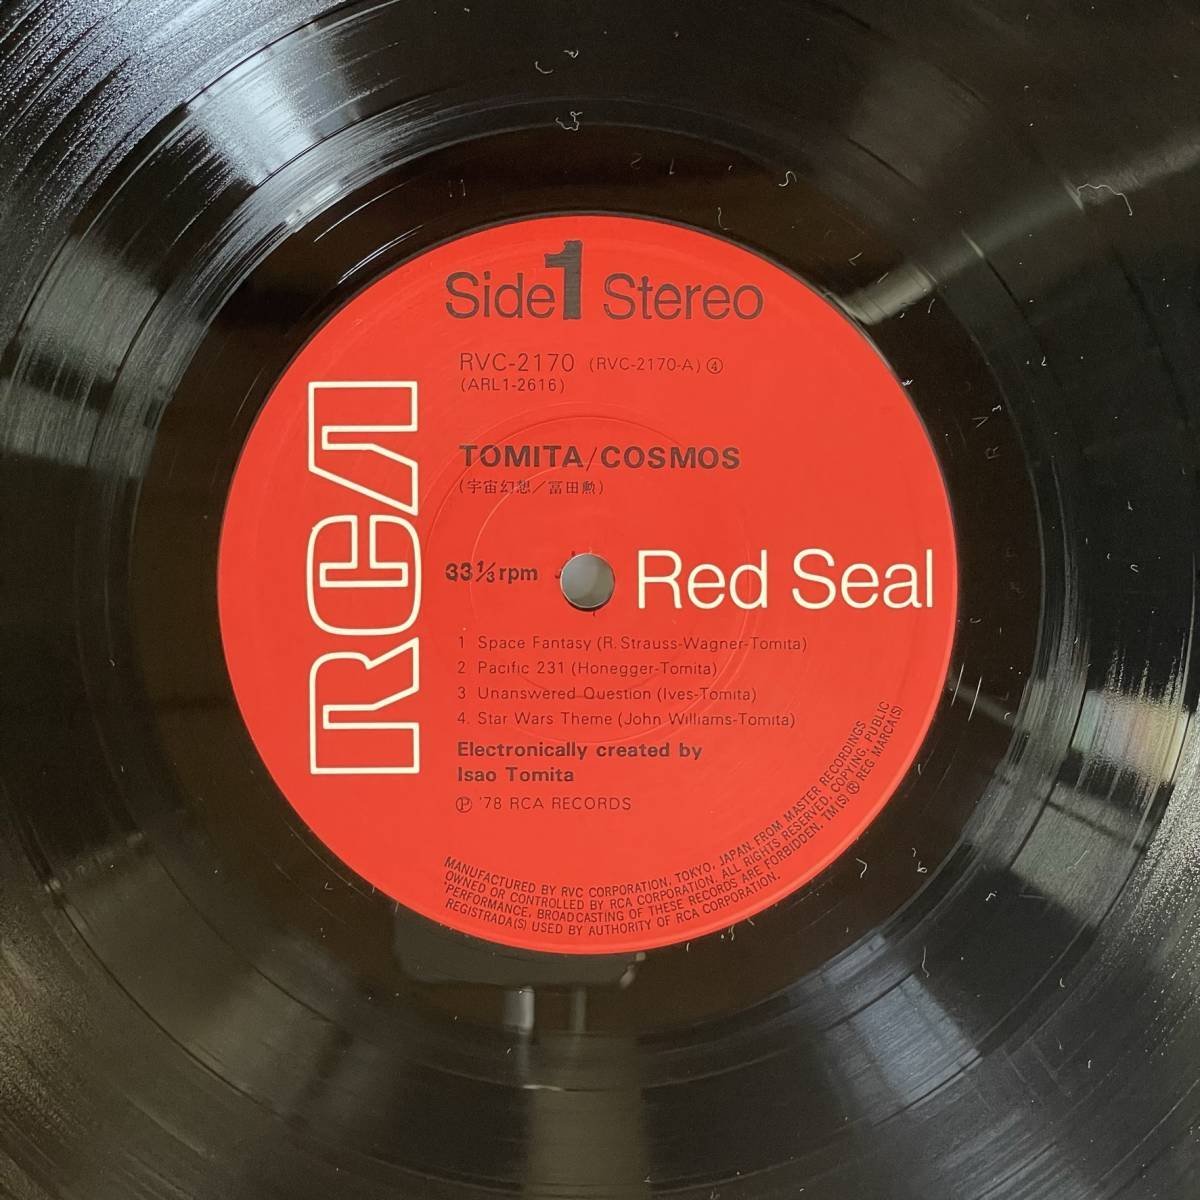 Side 1 Stereo
RVC-2170 (RVC-2170-A) ④
(ARL1-2616)
TOMITA/COSMOS
(宇宙幻想／冨田勲)
RCA
33⅓ rpm
Red Seal
1 Space Fantasy (R. Strauss-Wagner-Tomita)
2 Pacific 231 (Honegger-Tomita)
3 Unanswered Question (Ives-Tomita)
4. Star Wars Theme (John Williams-Tomita)
Electronically created by
Isao Tomita
Ⓟ '78 RCA RECORDS
MANUFACTURED BY RVC CORPORATION, TOKYO, JAPAN, FROM MASTER RECORDINGS
OWNED OR CONTROLLED BY RCA CORPORATION. ALL RIGHTS RESERVED, COPYING, PUBLIC
PERFORMANCE, BROADCASTING OF THESE RECORDS ARE FORBIDDEN. TM(S) ® REG MARCA(S)
REGISTRADA(S) USED BY AUTHORITY OF RCA CORPORATION.